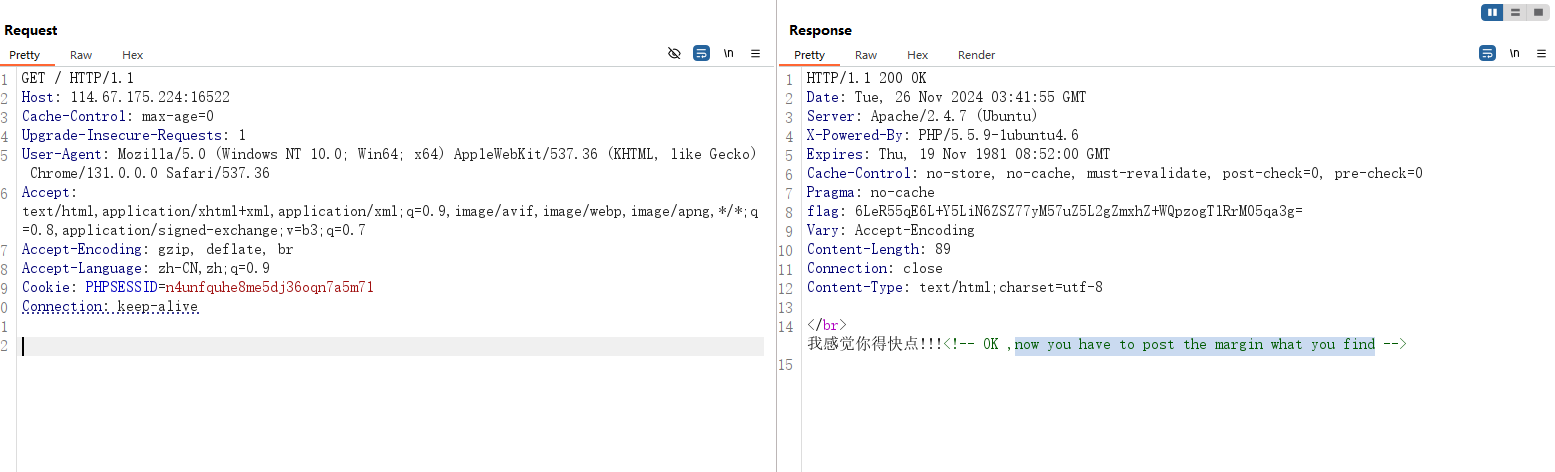 Request
Pretty Raw Hex
\n
1 GET / HTTP/1.1
2 Host: 114.67.175.224:16522
3 Cache-Control: max-age=0
4 Upgrade-Insecure-Requests: 1
5 User-Agent: Mozilla/5.0 (Windows NT 10.0; Win64; x64) AppleWebKit/537.36 (KHTML, like Gecko)
Chrome/131.0.0.0 Safari/537.36
6 Accept:
text/html,application/xhtml+xml,application/xml;q=0.9,image/avif,image/webp,image/apng,*/*;q
=0.8,application/signed-exchange;v=b3;q=0.7
7 Accept-Encoding: gzip, deflate, br
8 Accept-Language: zh-CN,zh;q=0.9
9 Cookie: PHPSESSID=n4unfquhe8me5dj36oqn7a5m71
0 Connection: keep-alive
1
2
Response
Pretty Raw Hex Render
\n
1 HTTP/1.1 200 OK
2 Date: Tue, 26 Nov 2024 03:41:55 GMT
3 Server: Apache/2.4.7 (Ubuntu)
4 X-Powered-By: PHP/5.5.9-1ubuntu4.6
5 Expires: Thu, 19 Nov 1981 08:52:00 GMT
6 Cache-Control: no-store, no-cache, must-revalidate, post-check=0, pre-check=0
7 Pragma: no-cache
8 flag: 6LeR55qE6L+Y5LiN6ZSZ77yM57uZ5L2gZmxhZ+WQpzogT1RrM05qa3g=
9 Vary: Accept-Encoding
10 Content-Length: 89
11 Connection: close
12 Content-Type: text/html;charset=utf-8
13
14 </br>
我感觉你得快点!!!<!-- OK ,now you have to post the margin what you find -->
15